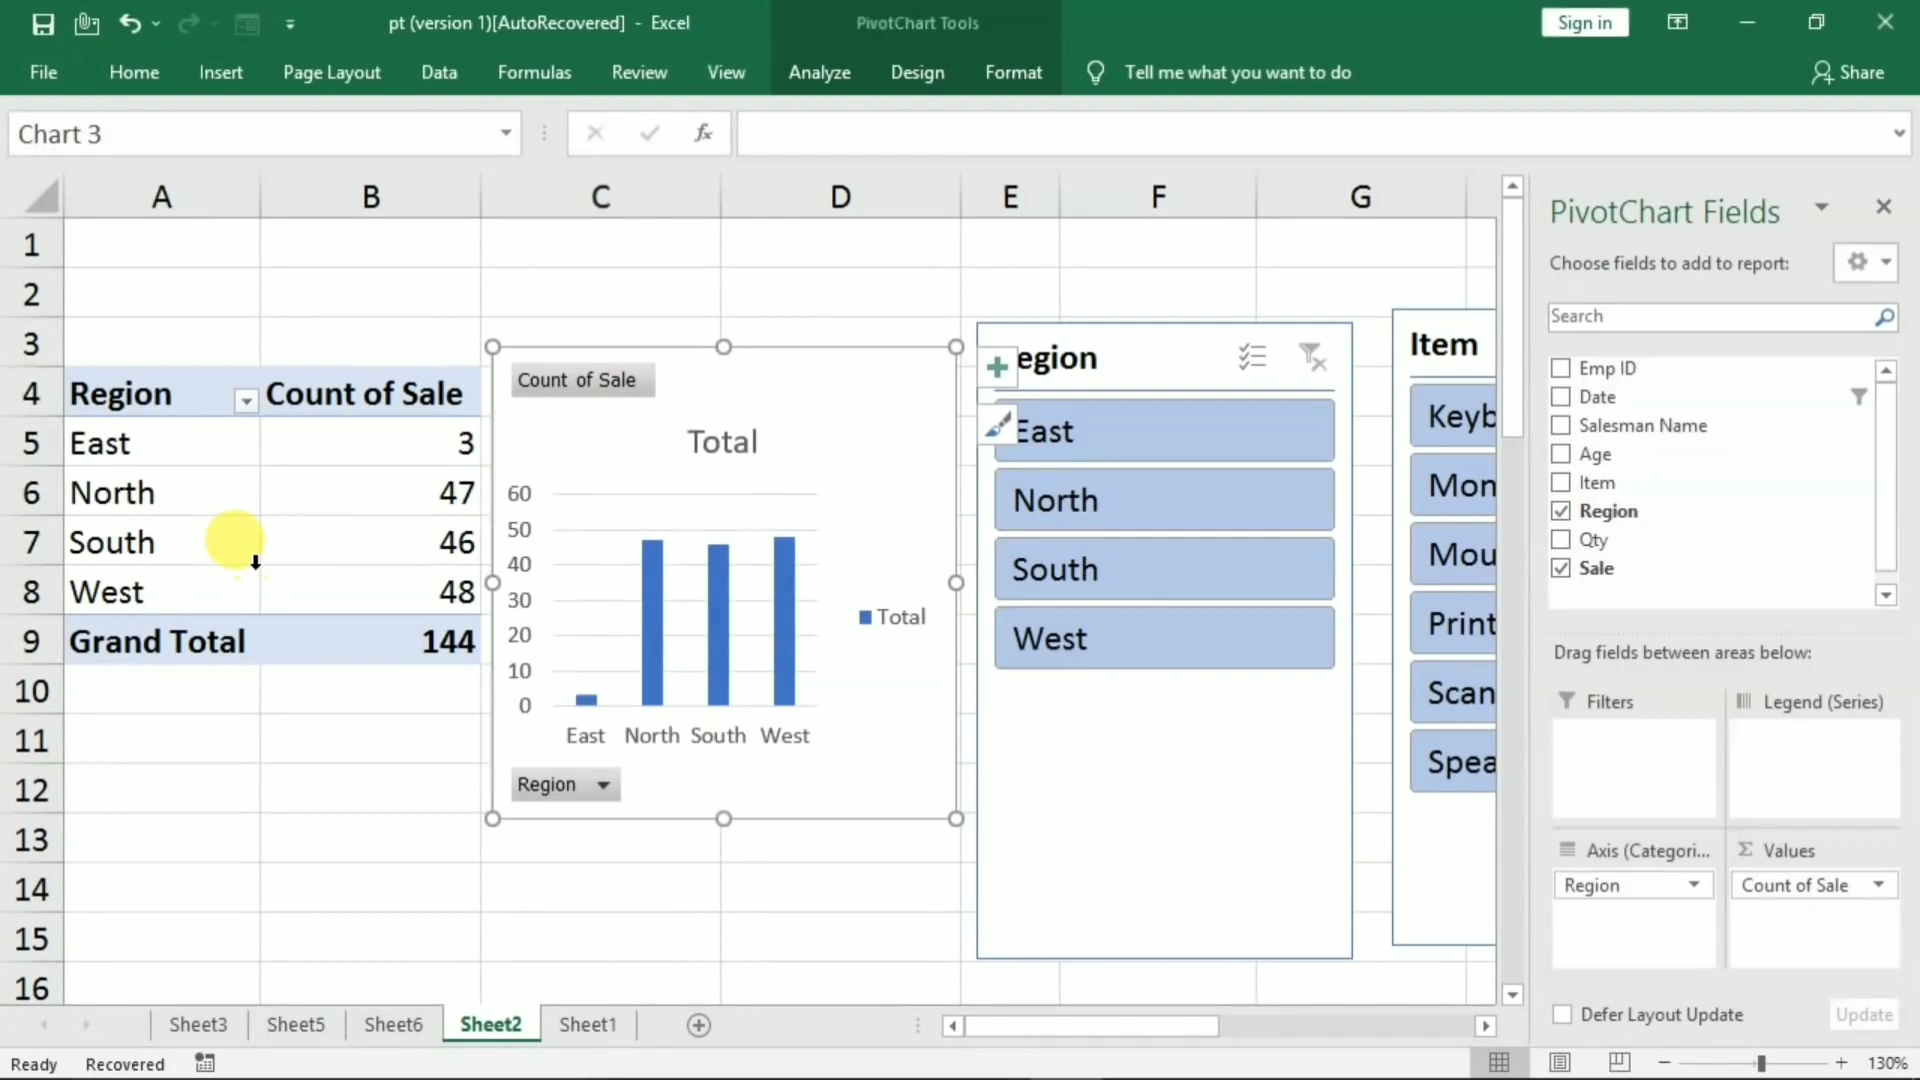 pt (version 1)[AutoRecovered] - Excel
PivotChart Tools
Sign in
File Home Insert Page Layout Data Formulas Review View Analyze Design Format Tell me what you want to do Share
Chart 3
fx
A B C D E F G
1
2
3
4 Region Count of Sale
5 East 3
6 North 47
7 South 46
8 West 48
9 Grand Total 144
10
11
12
13
14
15
16
Count of Sale
Total
60
50
40
30
20
10
0
East North South West
Total
Region
egion
East
North
South
West
Item
Keyb
Mon
Mou
Print
Scan
Spea
PivotChart Fields
Choose fields to add to report:
Search
Emp ID
Date
Salesman Name
Age
Item
Region
Qty
Sale
Drag fields between areas below:
Filters
Legend (Series)
Axis (Categori...
Σ Values
Region
Count of Sale
Defer Layout Update
Update
Sheet3 Sheet5 Sheet6 Sheet2 Sheet1
Ready Recovered
130%